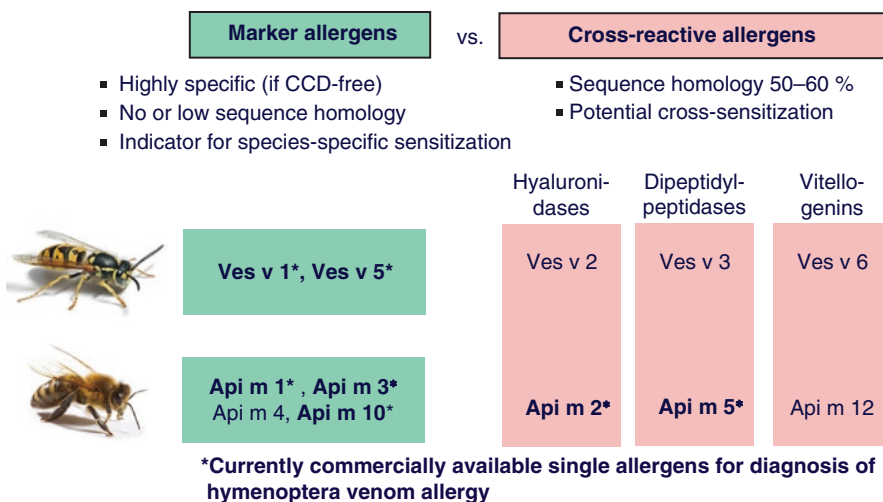 Marker allergens vs. Cross-reactive allergens
▪ Highly specific (if CCD-free)
▪ No or low sequence homology
▪ Indicator for species-specific sensitization
▪ Sequence homology 50–60 %
▪ Potential cross-sensitization
Hyaluroni-
dases
Dipeptidyl-
peptidases
Vitello-
genins
Ves v 1*, Ves v 5*
Ves v 2
Ves v 3
Ves v 6
Api m 1* , Api m 3*
Api m 4, Api m 10*
Api m 2*
Api m 5*
Api m 12
*Currently commercially available single allergens for diagnosis of
hymenoptera venom allergy